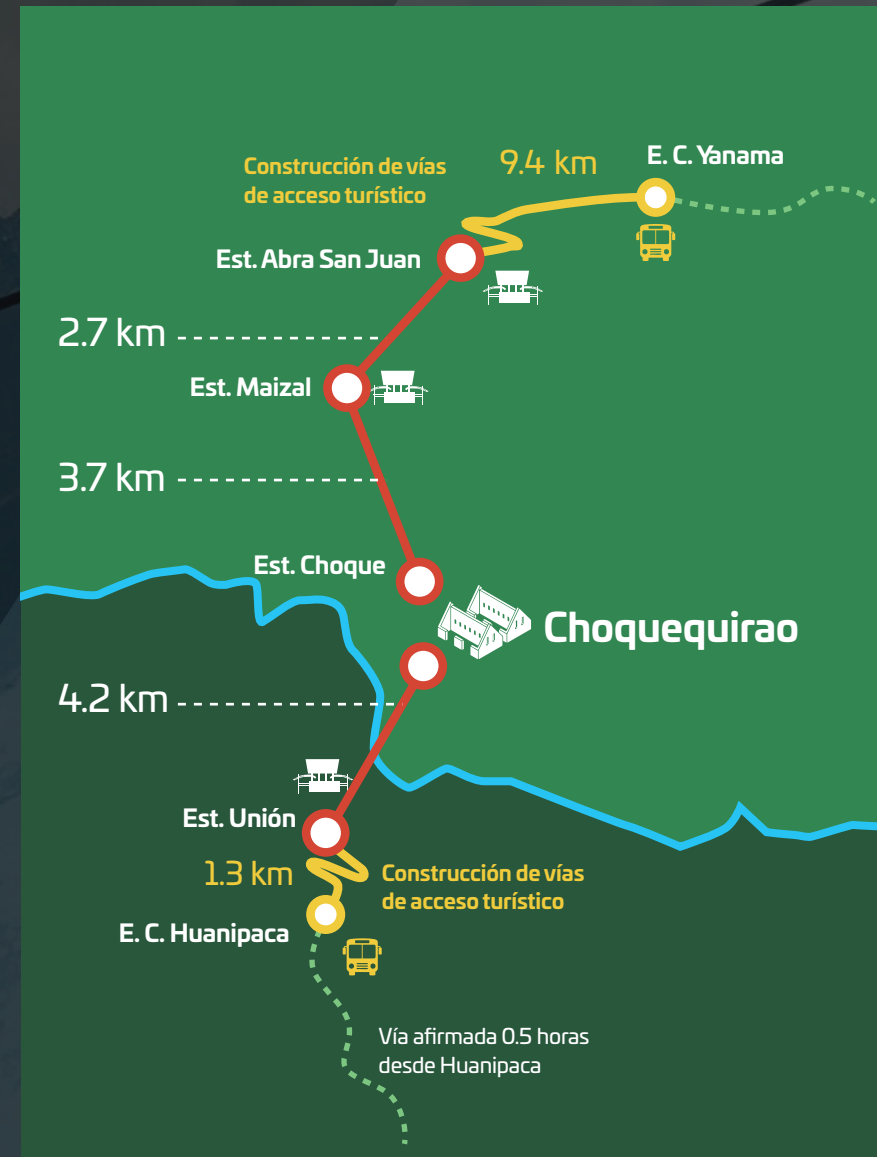 Construcción de vías
de acceso turístico
9.4 km
E. C. Yanama
Est. Abra San Juan
2.7 km
Est. Maizal
3.7 km
Est. Choque
Choquequirao
4.2 km
Est. Unión
1.3 km
Construcción de vías
de acceso turístico
E. C. Huanipaca
Vía afirmada 0.5 horas
desde Huanipaca